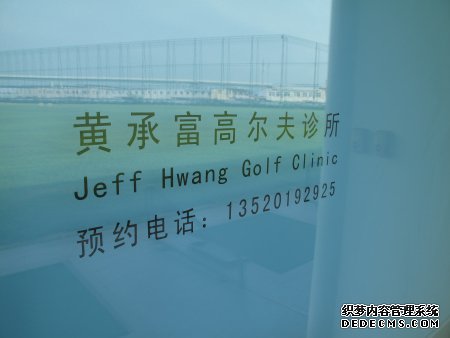 黄承富高尔夫诊所
Jeff Hwang Golf Clinic
预约电话：13520192925
织梦内容管理系统
DEDECMS.COM